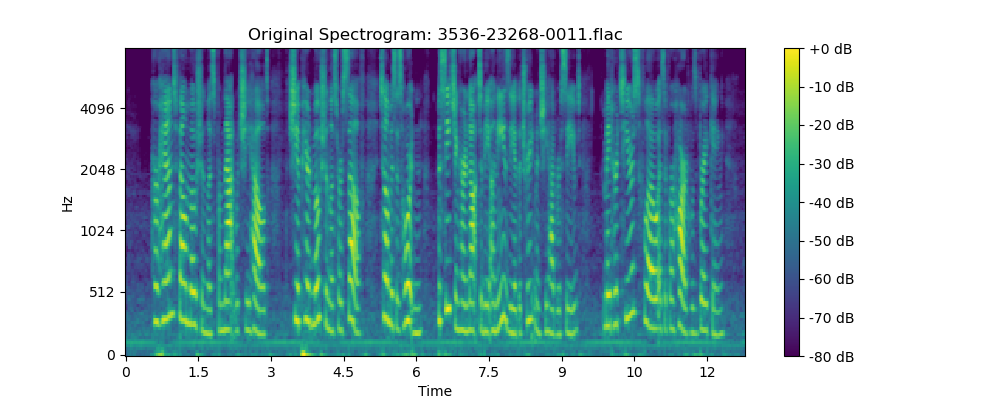 Original Spectrogram: 3536-23268-0011.flac
Hz
4096
2048
1024
512
0
0 1.5 3 4.5 6 7.5 9 10 12
Time
+0 dB
-10 dB
-20 dB
-30 dB
-40 dB
-50 dB
-60 dB
-70 dB
-80 dB